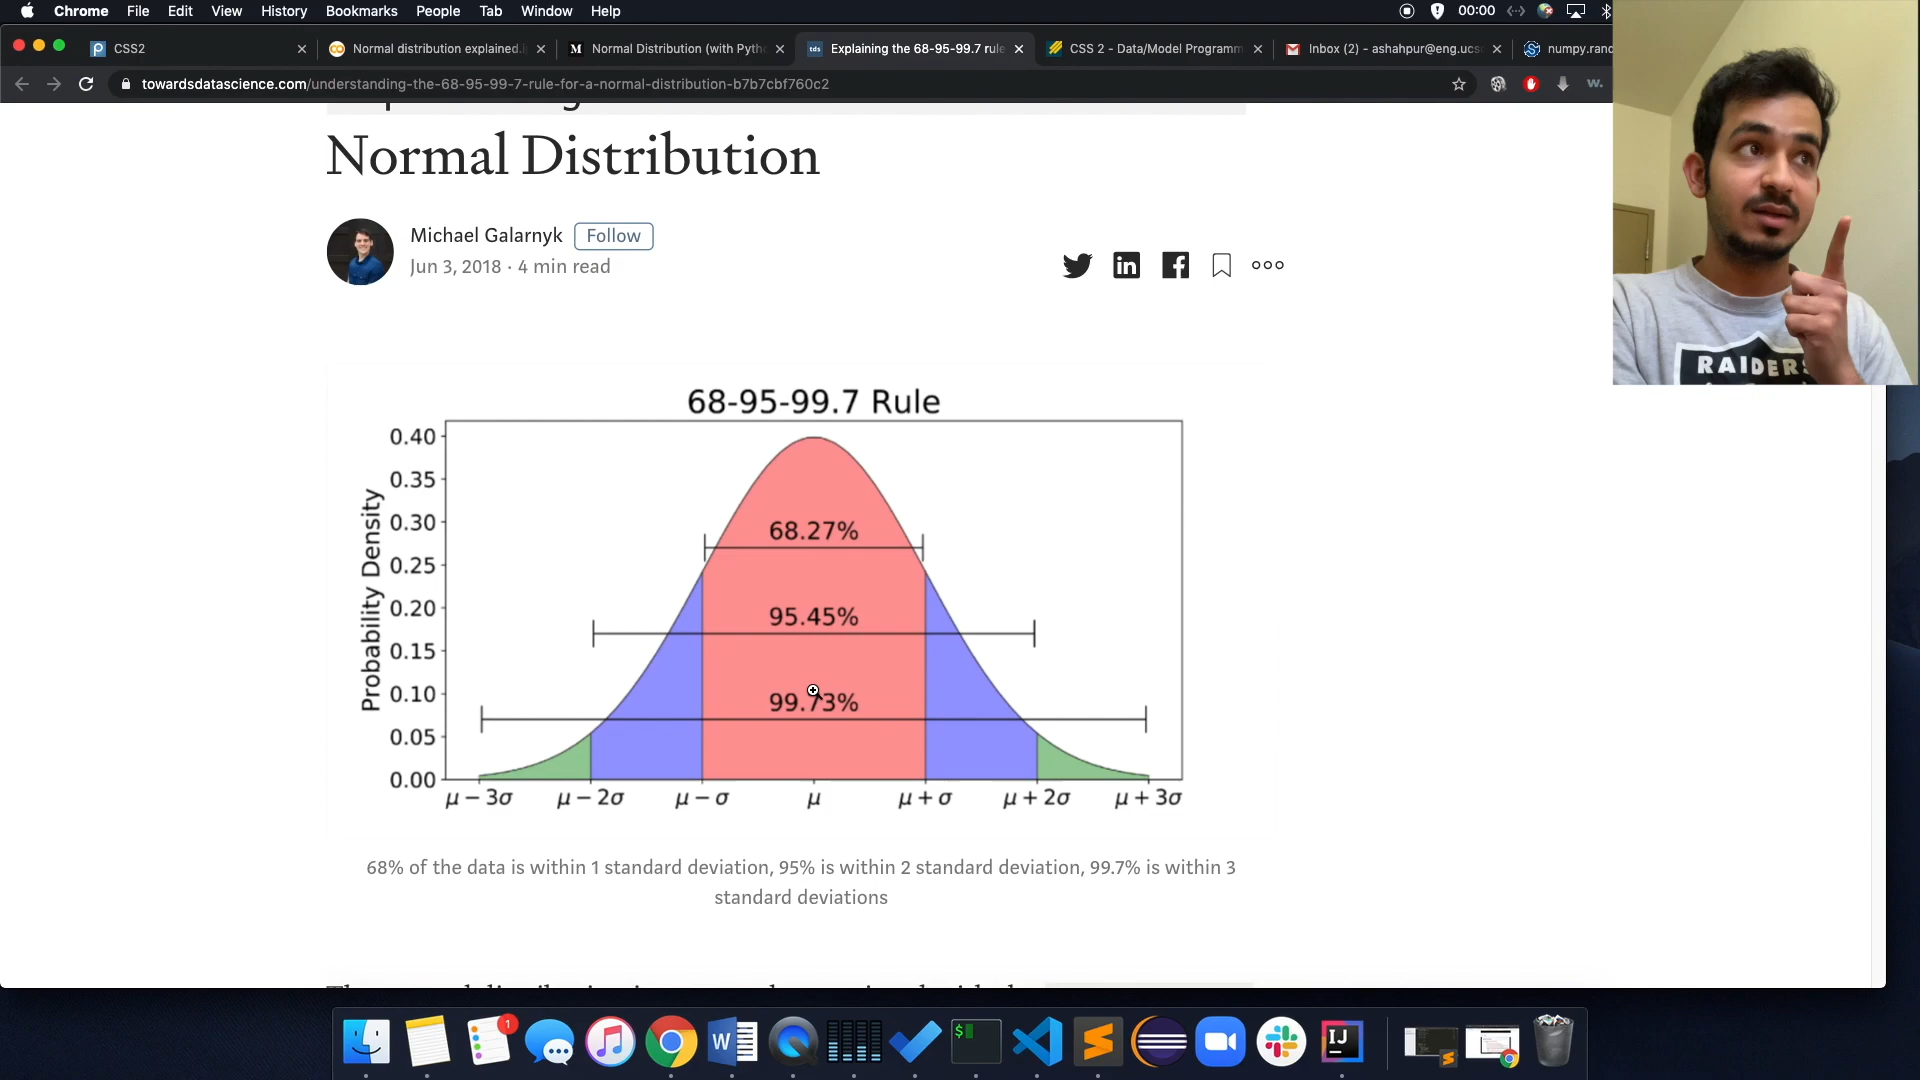 Chrome File Edit View History Bookmarks People Tab Window Help 00:00
CSS2 Normal distribution explained.i M Normal Distribution (with Pyth tds Explaining the 68-95-99.7 rule CSS 2 - Data/Model Programm Inbox (2) - ashahpur@eng.ucs numpy.rand
towardsdatascience.com/understanding-the-68-95-99-7-rule-for-a-normal-distribution-b7b7cbf760c2 w.
Normal Distribution
Michael Galarnyk Follow
Jun 3, 2018 · 4 min read
RAIDERS
68-95-99.7 Rule
Probability Density
0.40
0.35
0.30
0.25
0.20
0.15
0.10
0.05
0.00
68.27%
95.45%
99.73%
μ − 3σ μ − 2σ μ − σ μ μ + σ μ + 2σ μ + 3σ
68% of the data is within 1 standard deviation, 95% is within 2 standard deviation, 99.7% is within 3
standard deviations
1
W
$
IJ